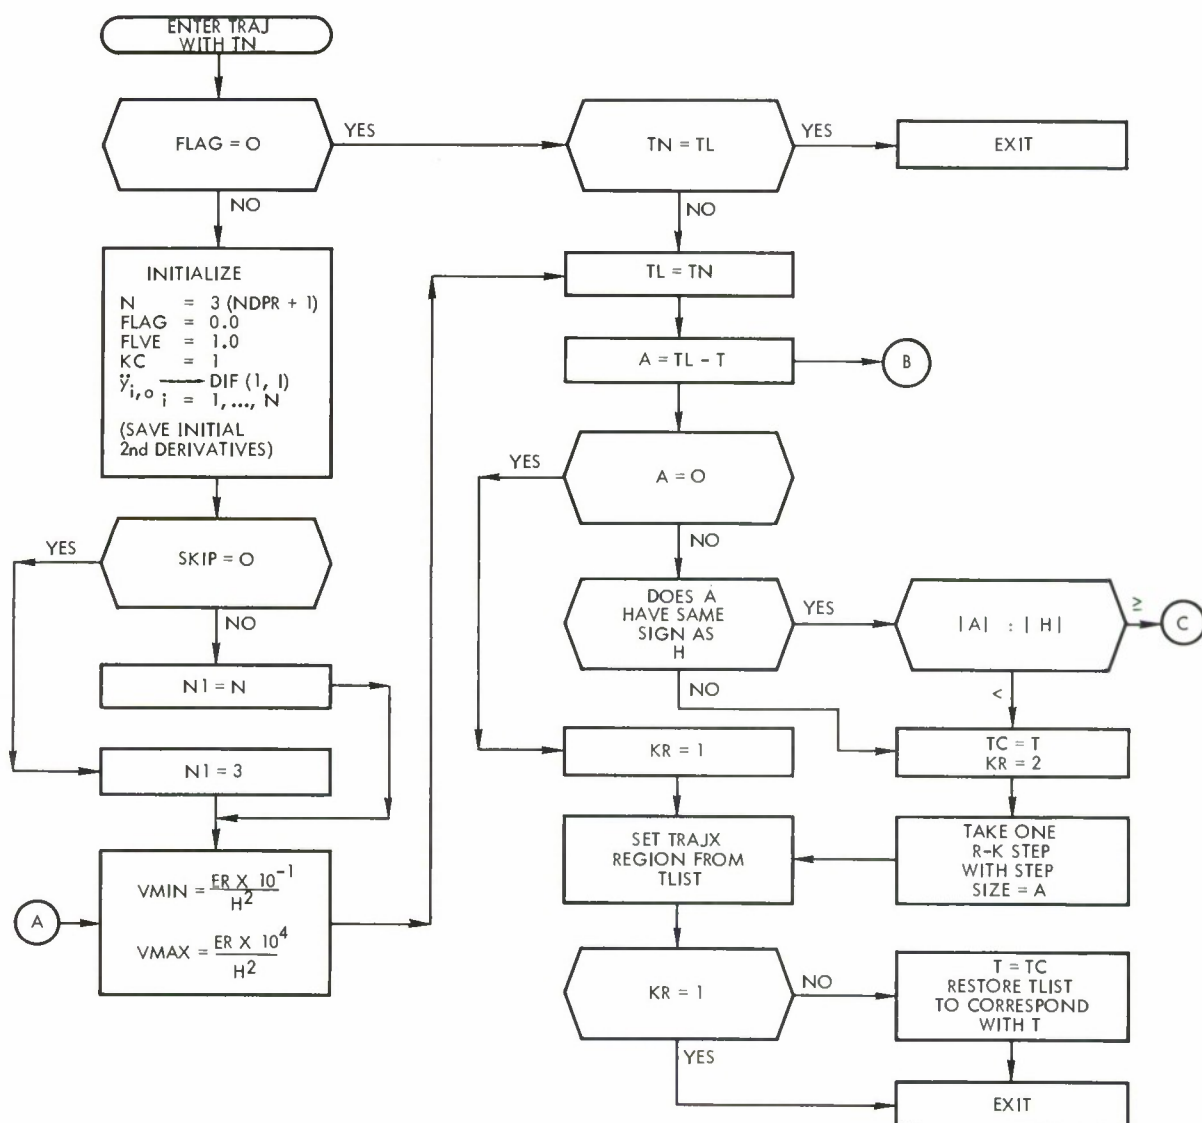 ENTER TRAJ
WITH TN
FLAG = O
YES
NO
TN = TL
YES
NO
EXIT
INITIALIZE
N = 3 (NDPR + 1)
FLAG = 0.0
FLVE = 1.0
KC = 1
ÿi,o DIF (1, I)
i = 1, ..., N
(SAVE INITIAL
2nd DERIVATIVES)
TL = TN
A = TL - T
B
YES
A = O
NO
YES
SKIP = O
NO
DOES A
HAVE SAME
SIGN AS
H
YES
NO
|A| : |H|
≥
C
<
N1 = N
N1 = 3
KR = 1
TC = T
KR = 2
A
VMIN = ER X 10-1
H2
VMAX = ER X 104
H2
SET TRAJX
REGION FROM
TLIST
TAKE ONE
R-K STEP
WITH STEP
SIZE = A
KR = 1
NO
YES
T = TC
RESTORE TLIST
TO CORRESPOND
WITH T
EXIT